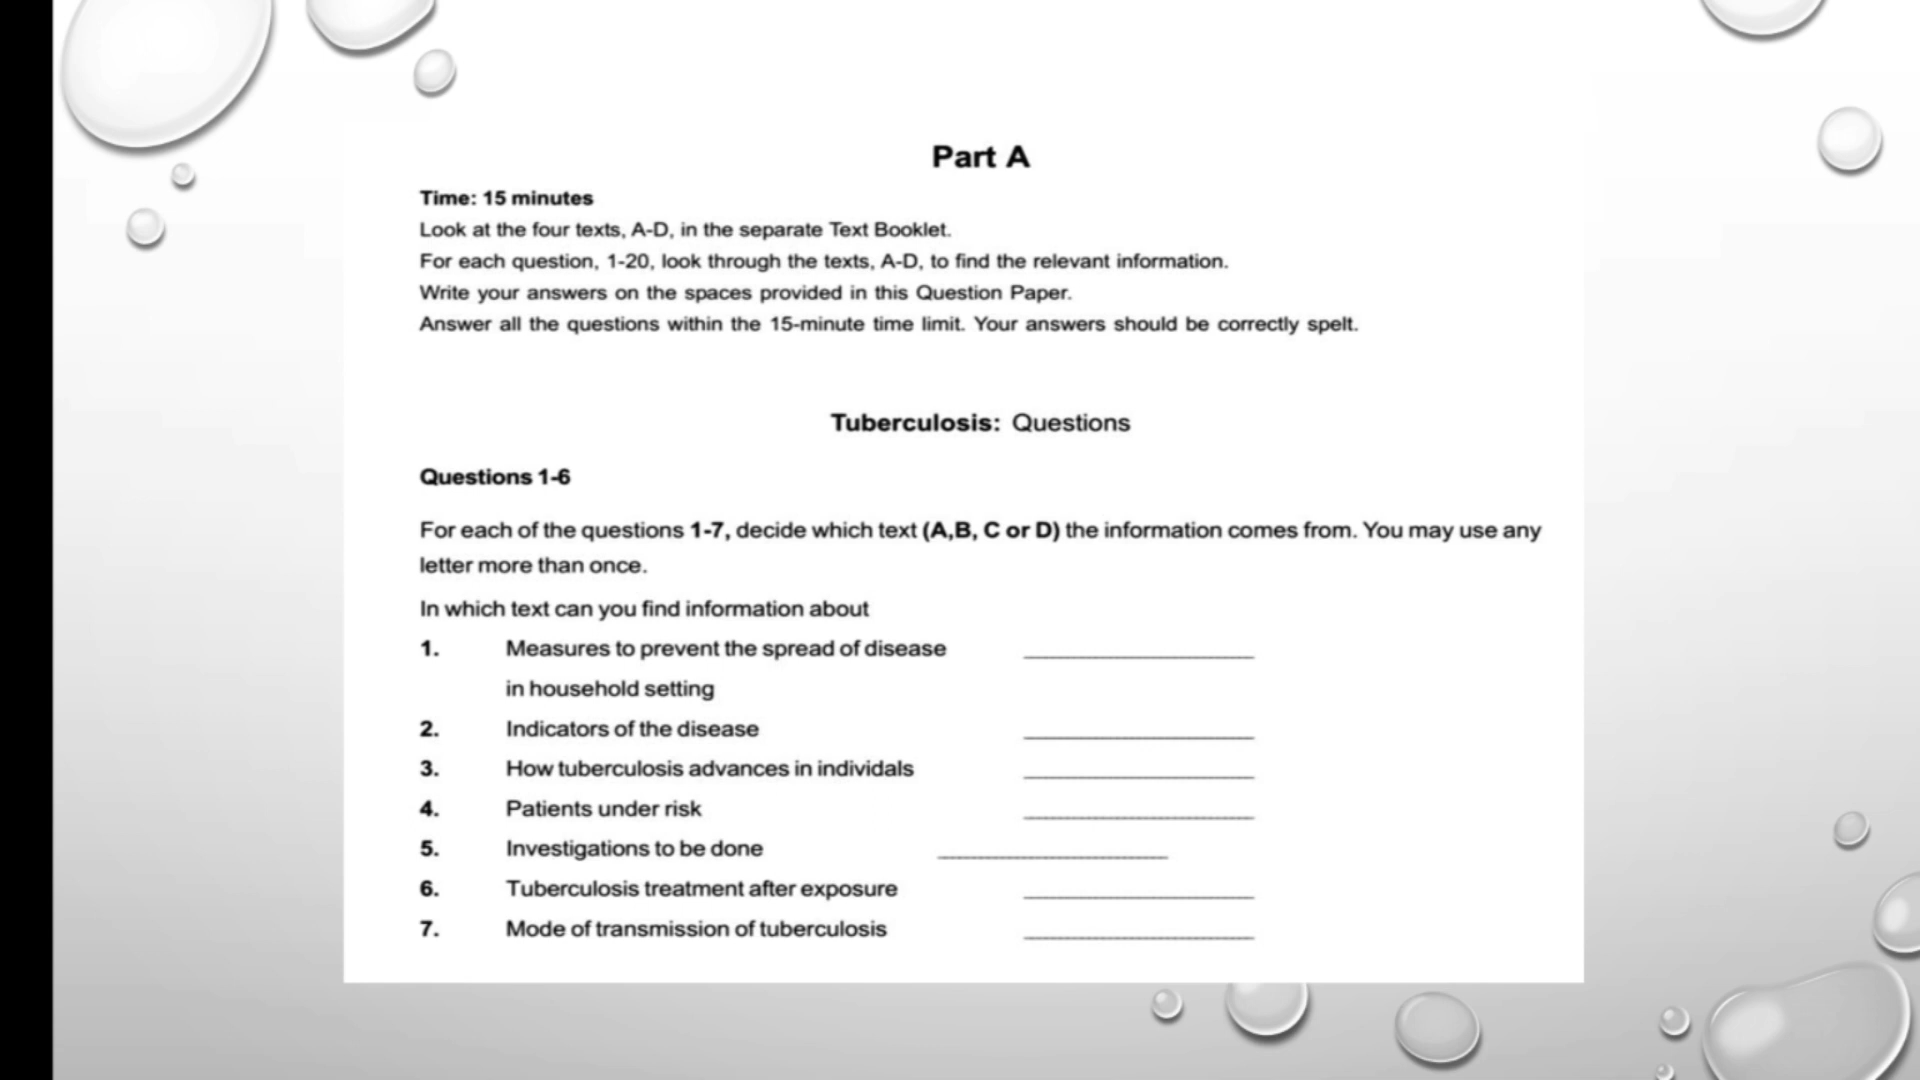 Part A
Time: 15 minutes
Look at the four texts, A-D, in the separate Text Booklet.
For each question, 1-20, look through the texts, A-D, to find the relevant information.
Write your answers on the spaces provided in this Question Paper.
Answer all the questions within the 15-minute time limit. Your answers should be correctly spelt.
Tuberculosis: Questions
Questions 1-6
For each of the questions 1-7, decide which text (A,B, C or D) the information comes from. You may use any
letter more than once.
In which text can you find information about
1. Measures to prevent the spread of disease
in household setting
2. Indicators of the disease
3. How tuberculosis advances in individals
4. Patients under risk
5. Investigations to be done
6. Tuberculosis treatment after exposure
7. Mode of transmission of tuberculosis